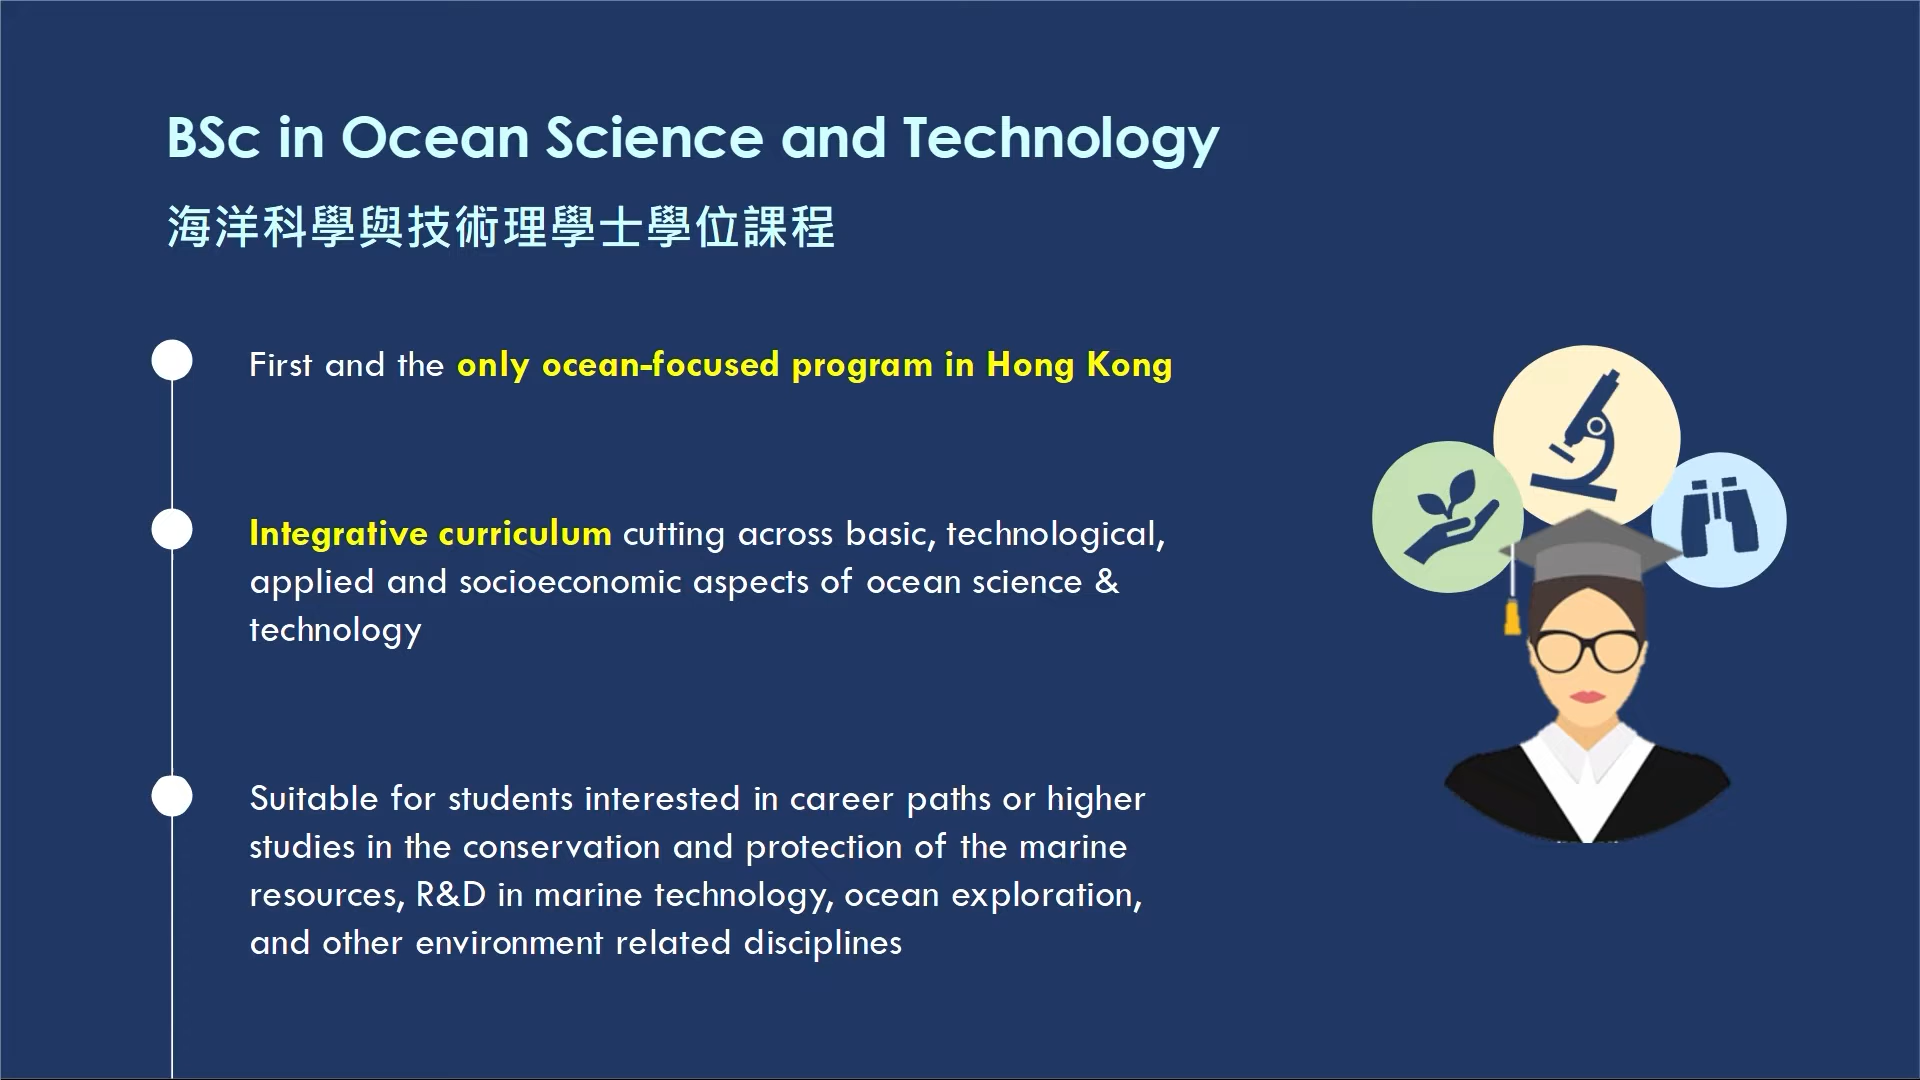 BSc in Ocean Science and Technology
海洋科學與技術理學士學位課程
First and the only ocean-focused program in Hong Kong
Integrative curriculum cutting across basic, technological,
applied and socioeconomic aspects of ocean science &
technology
Suitable for students interested in career paths or higher
studies in the conservation and protection of the marine
resources, R&D in marine technology, ocean exploration,
and other environment related disciplines